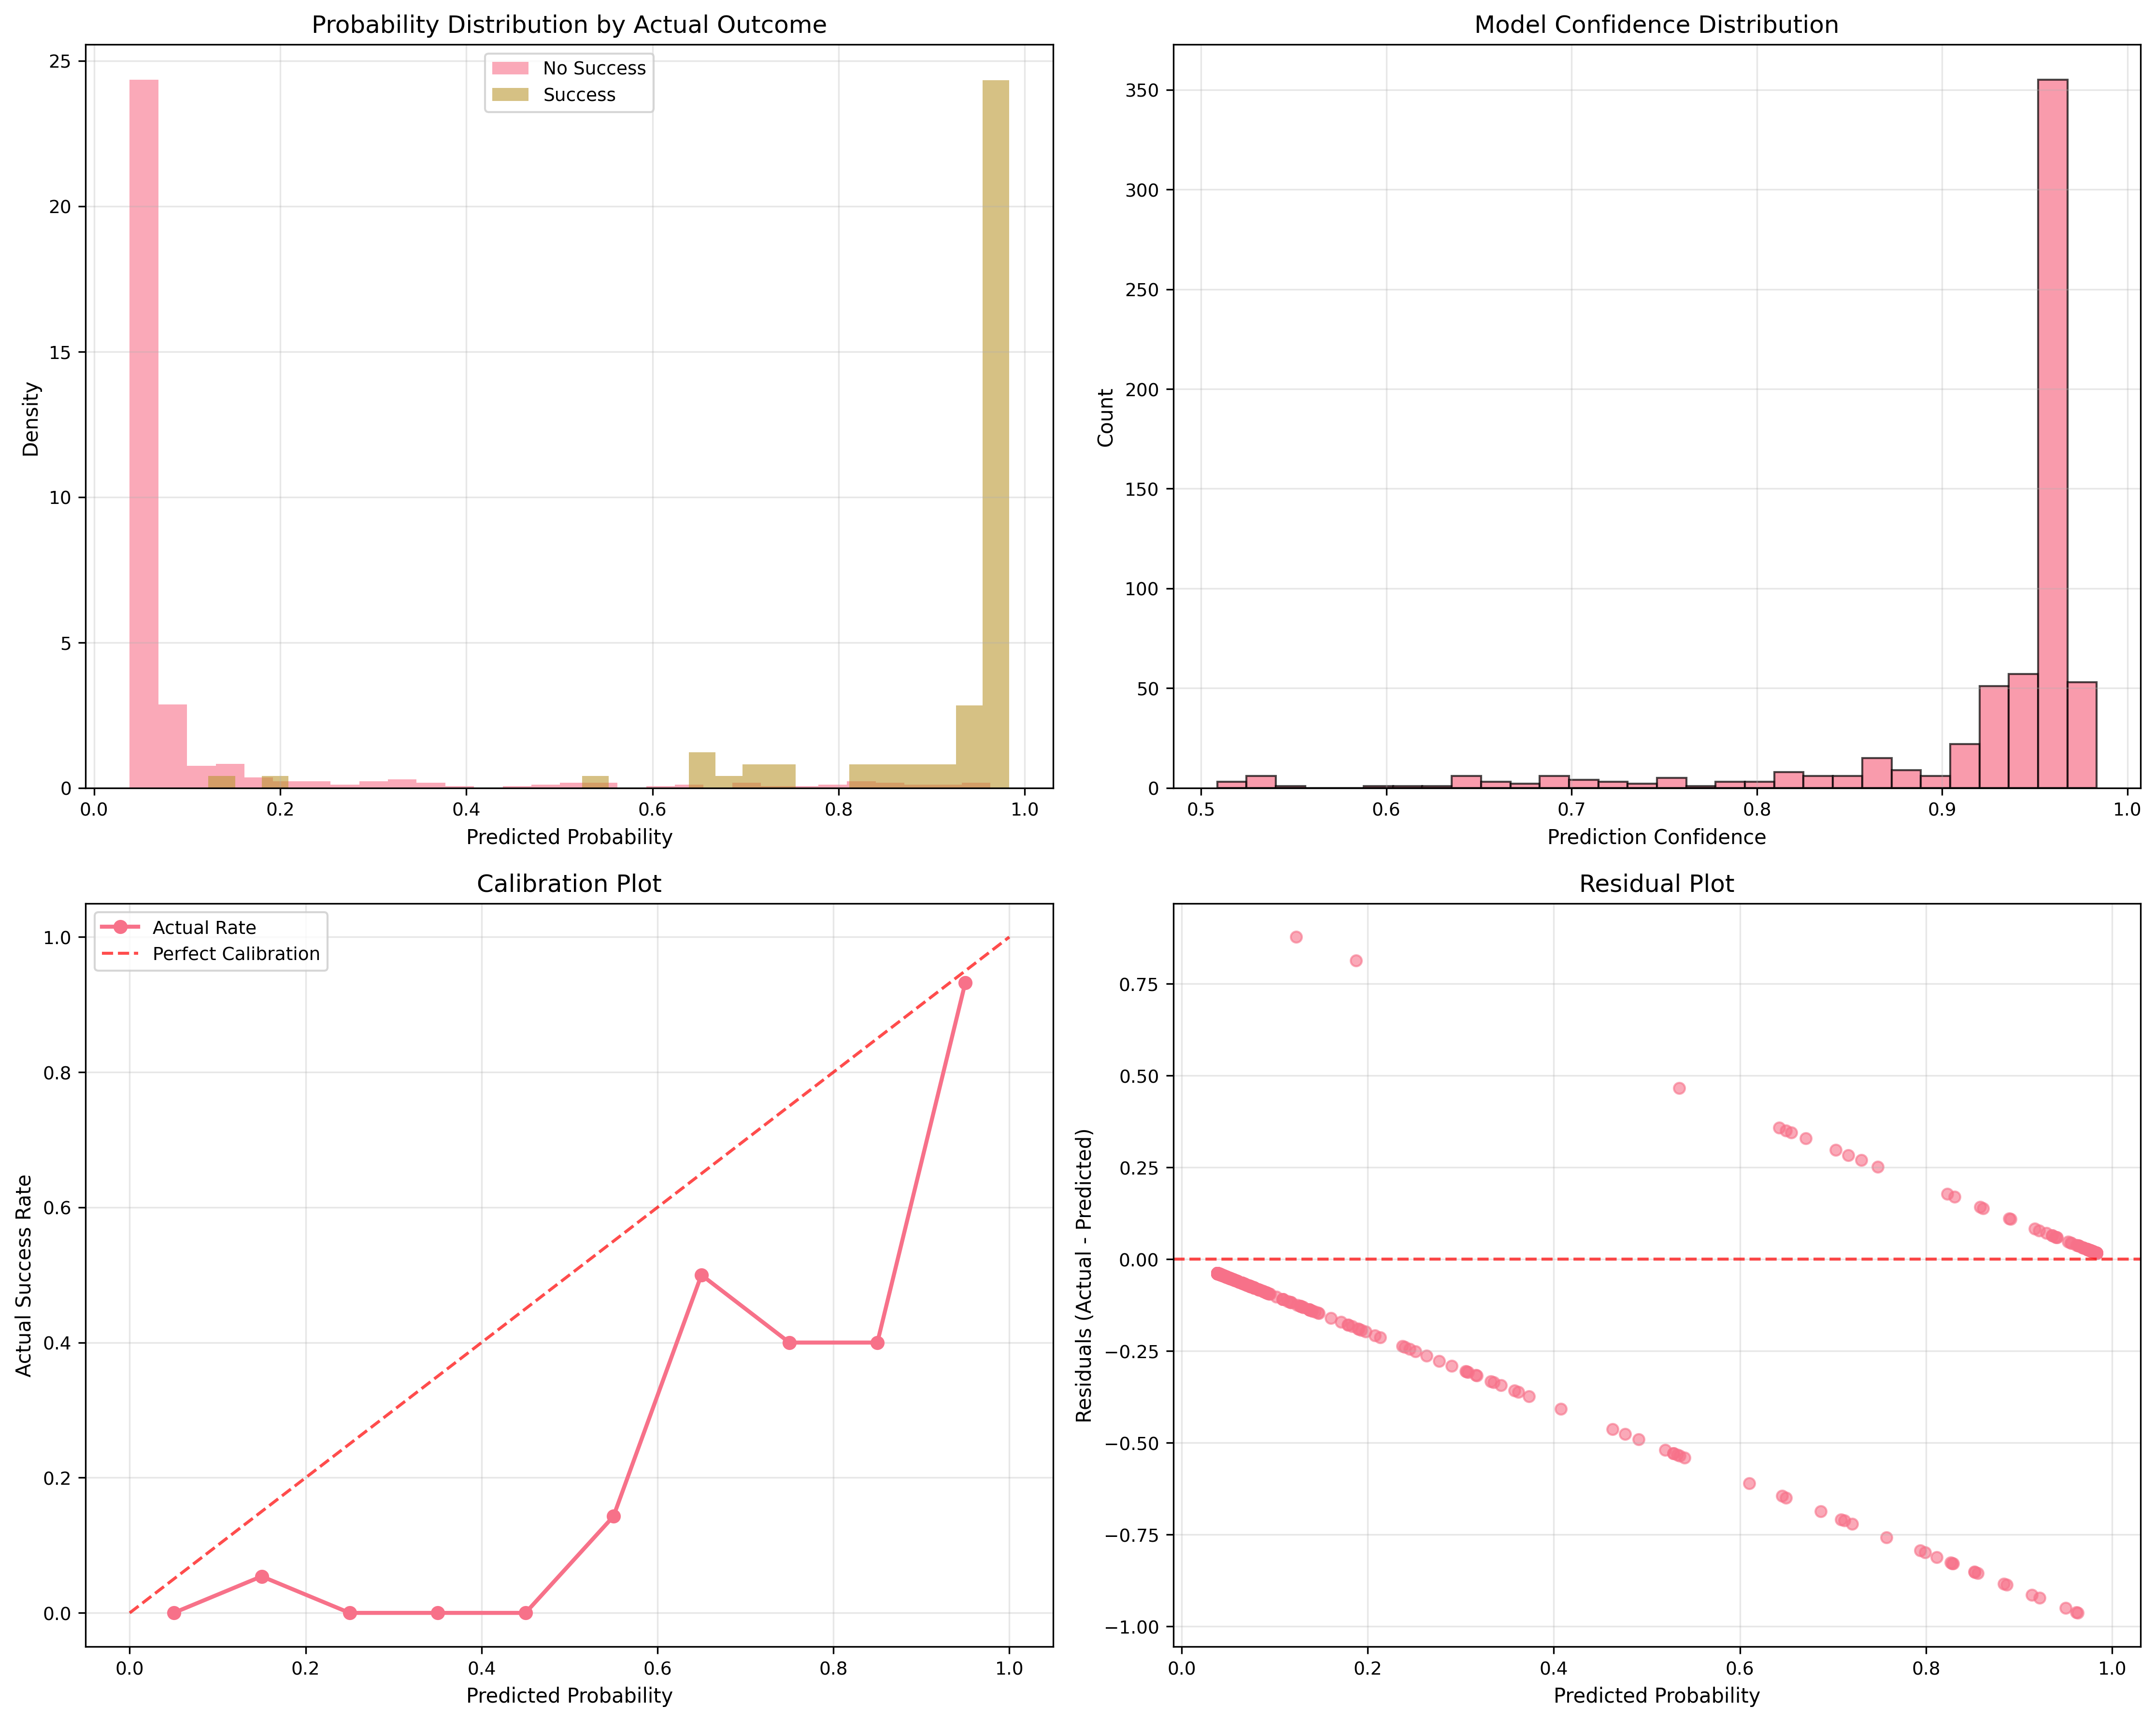 Probability Distribution by Actual Outcome
25
20
15
10
5
0
Density
No Success
Success
0.0 0.2 0.4 0.6 0.8 1.0
Predicted Probability
Model Confidence Distribution
350
300
250
200
150
100
50
0
Count
0.5 0.6 0.7 0.8 0.9 1.0
Prediction Confidence
Calibration Plot
Actual Rate
Perfect Calibration
1.0
0.8
0.6
0.4
0.2
0.0
Actual Success Rate
0.0 0.2 0.4 0.6 0.8 1.0
Predicted Probability
Residual Plot
0.75
0.50
0.25
0.00
−0.25
−0.50
−0.75
−1.00
Residuals (Actual - Predicted)
0.0 0.2 0.4 0.6 0.8 1.0
Predicted Probability